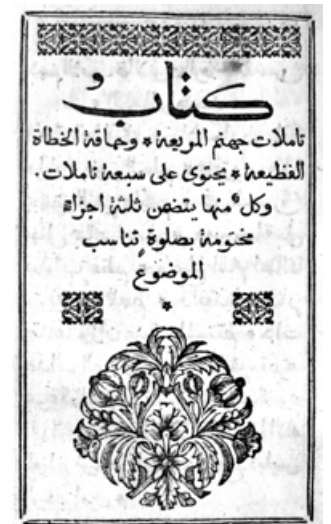 كتاب
تاملات جهنم المريعة * وحماقة الخطاة
الفظيعة * يحتوى على سبعة تاملات.
وكل منها يتضمن ثلثة اجزاء
مختومة بصلوة تناسب
الموضوع
*